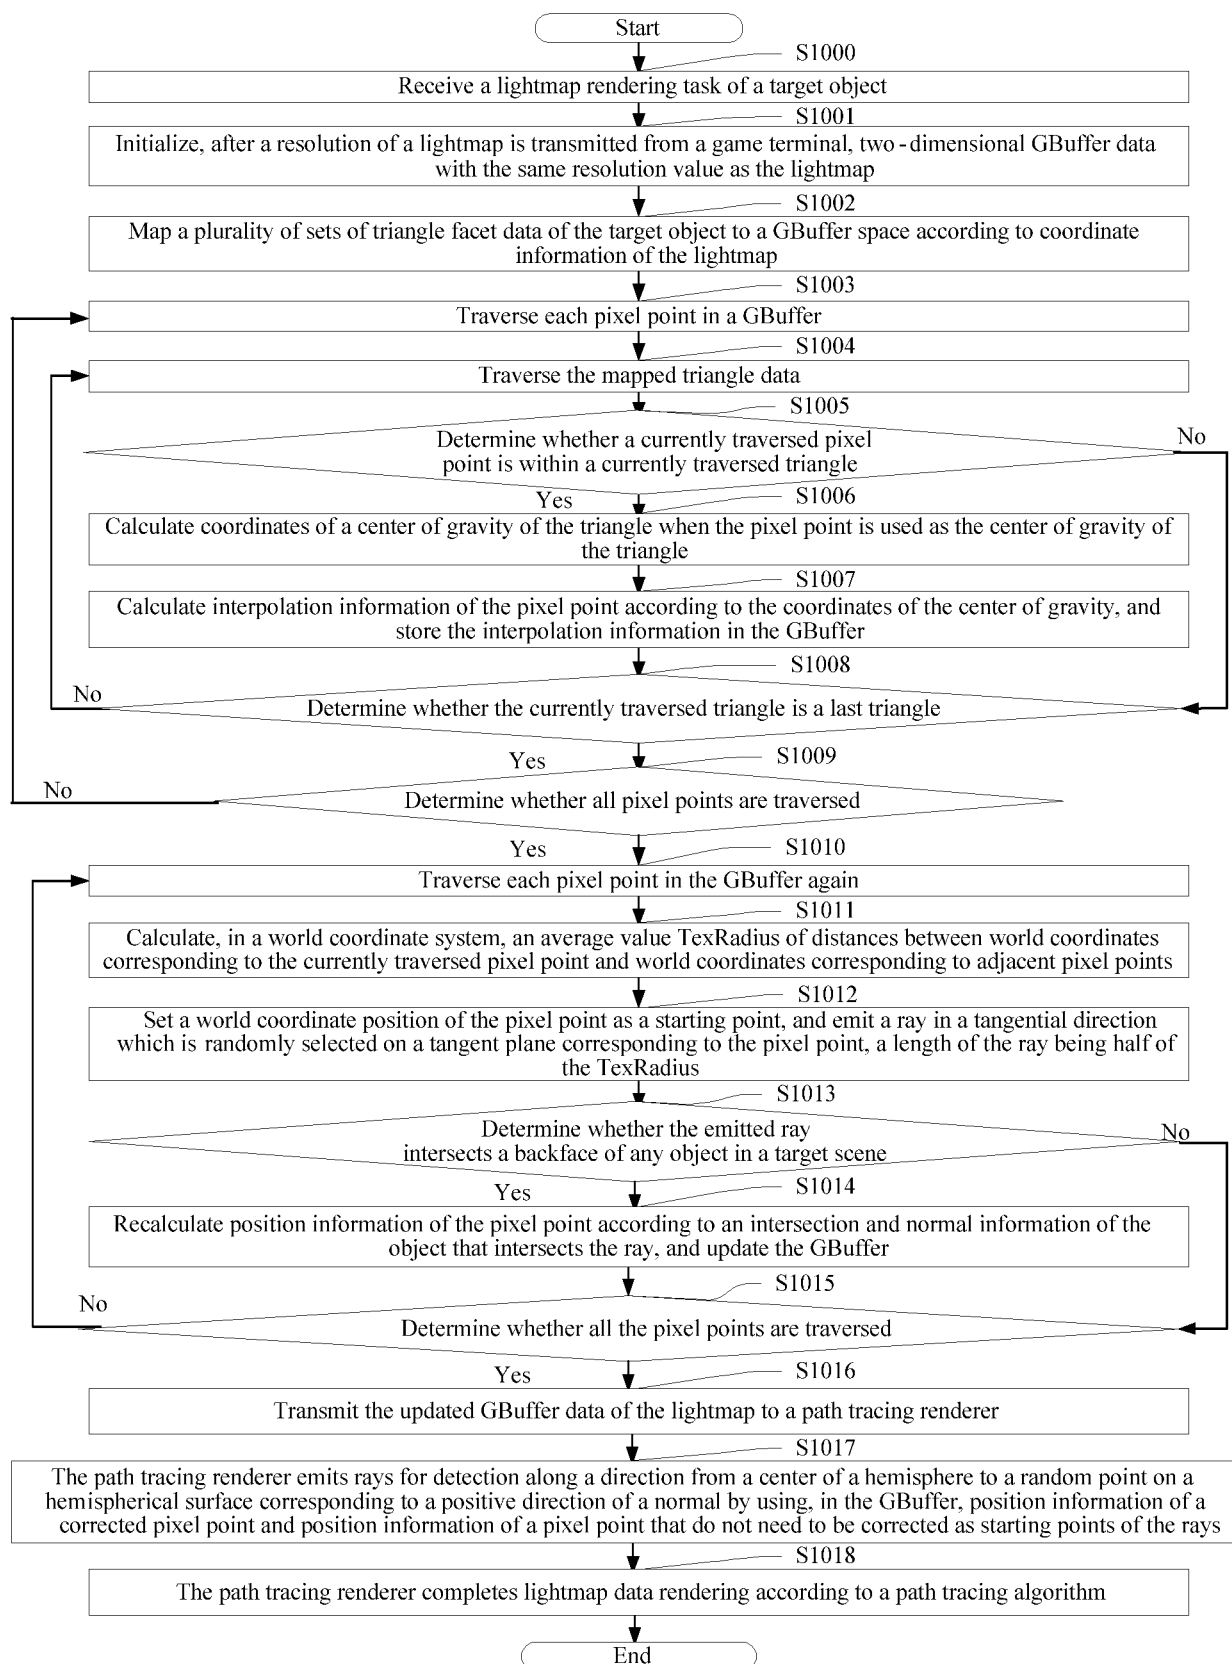 Start
S1000
Receive a lightmap rendering task of a target object
S1001
Initialize, after a resolution of a lightmap is transmitted from a game terminal, two-dimensional GBuffer data
with the same resolution value as the lightmap
S1002
Map a plurality of sets of triangle facet data of the target object to a GBuffer space according to coordinate
information of the lightmap
S1003
Traverse each pixel point in a GBuffer
S1004
Traverse the mapped triangle data
S1005
Determine whether a currently traversed pixel
point is within a currently traversed triangle
No
Yes
S1006
Calculate coordinates of a center of gravity of the triangle when the pixel point is used as the center of gravity of
the triangle
S1007
Calculate interpolation information of the pixel point according to the coordinates of the center of gravity, and
store the interpolation information in the GBuffer
S1008
No
Determine whether the currently traversed triangle is a last triangle
Yes
S1009
No
Determine whether all pixel points are traversed
Yes
S1010
Traverse each pixel point in the GBuffer again
S1011
Calculate, in a world coordinate system, an average value TexRadius of distances between world coordinates
corresponding to the currently traversed pixel point and world coordinates corresponding to adjacent pixel points
S1012
Set a world coordinate position of the pixel point as a starting point, and emit a ray in a tangential direction
which is randomly selected on a tangent plane corresponding to the pixel point, a length of the ray being half of
the TexRadius
S1013
Determine whether the emitted ray
intersects a backface of any object in a target scene
No
Yes
S1014
Recalculate position information of the pixel point according to an intersection and normal information of the
object that intersects the ray, and update the GBuffer
S1015
No
Determine whether all the pixel points are traversed
Yes
S1016
Transmit the updated GBuffer data of the lightmap to a path tracing renderer
S1017
The path tracing renderer emits rays for detection along a direction from a center of a hemisphere to a random point on a
hemispherical surface corresponding to a positive direction of a normal by using, in the GBuffer, position information of a
corrected pixel point and position information of a pixel point that do not need to be corrected as starting points of the rays
S1018
The path tracing renderer completes lightmap data rendering according to a path tracing algorithm
End